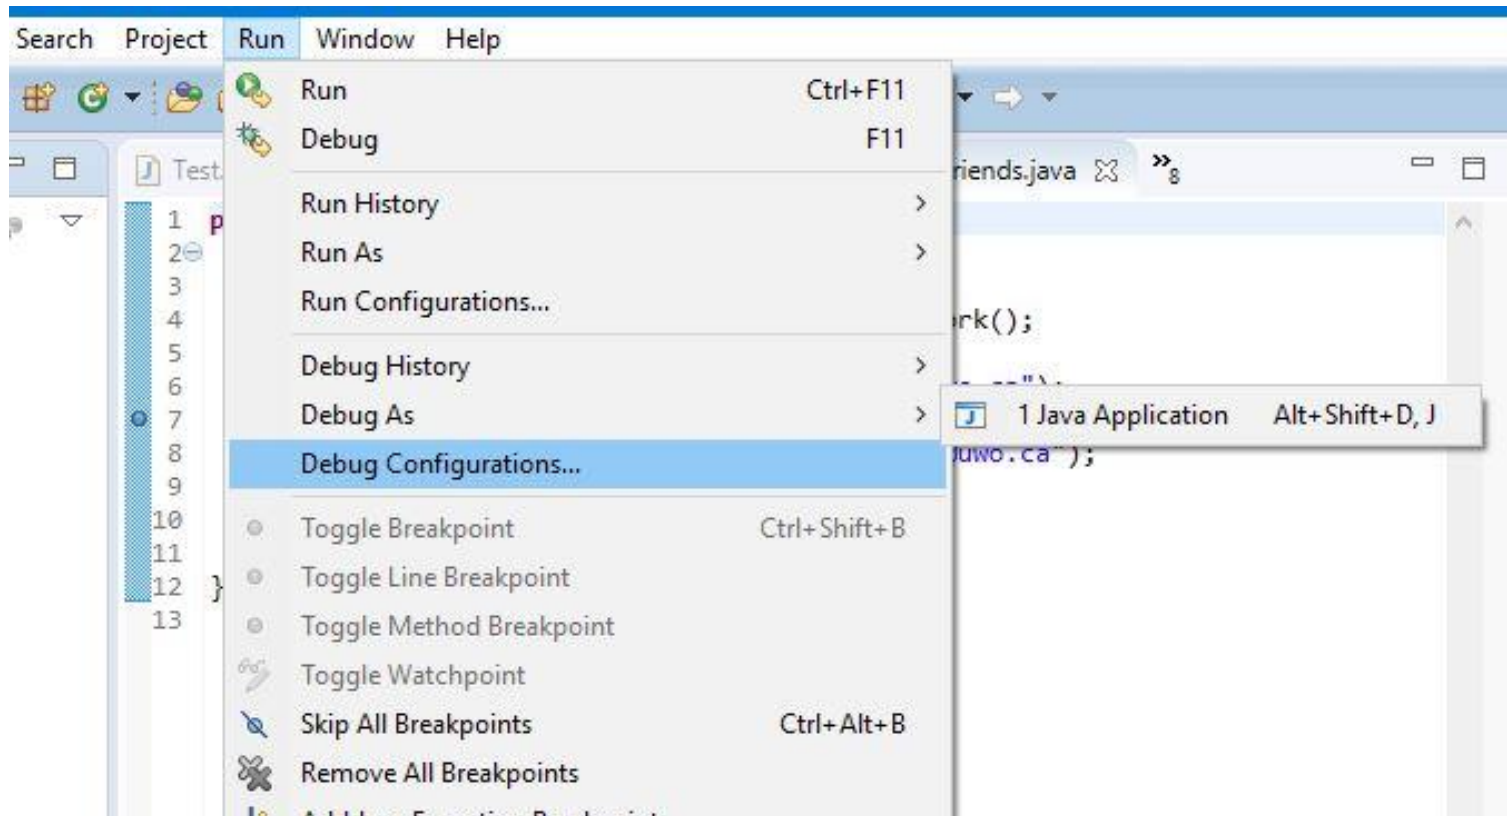 Search Project Run Window Help
Run Ctrl+F11
Debug F11
Test. riends.java 8
Run History
1 p
Run As
2
3
Run Configurations...
4 rk();
5
Debug History
6
Debug As
1 Java Application Alt+Shift+D, J
7
8 uwo.ca");
Debug Configurations...
9
10
Toggle Breakpoint Ctrl+Shift+B
11
Toggle Line Breakpoint
12 }
13
Toggle Method Breakpoint
Toggle Watchpoint
Skip All Breakpoints Ctrl+Alt+B
Remove All Breakpoints